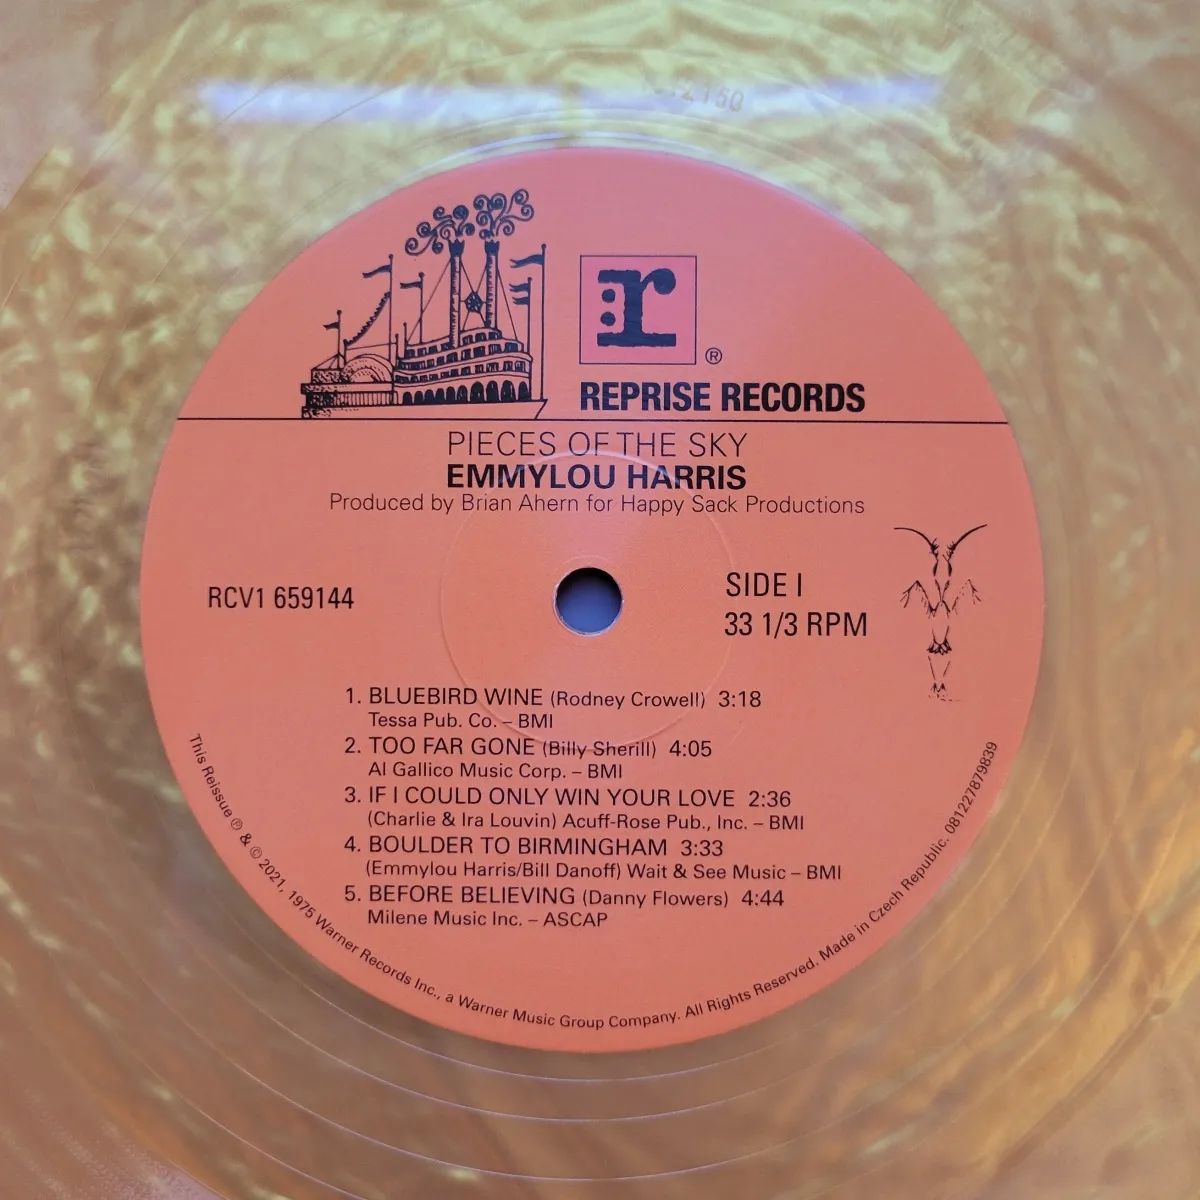 r
®
REPRISE RECORDS
PIECES OF THE SKY
EMMYLOU HARRIS
Produced by Brian Ahern for Happy Sack Productions
RCV1 659144
SIDE I
33 1/3 RPM
1. BLUEBIRD WINE (Rodney Crowell) 3:18
Tessa Pub. Co. – BMI
2. TOO FAR GONE (Billy Sherill) 4:05
Al Gallico Music Corp. – BMI
3. IF I COULD ONLY WIN YOUR LOVE 2:36
(Charlie & Ira Louvin) Acuff-Rose Pub., Inc. – BMI
4. BOULDER TO BIRMINGHAM 3:33
(Emmylou Harris/Bill Danoff) Wait & See Music – BMI
5. BEFORE BELIEVING (Danny Flowers) 4:44
Milene Music Inc. – ASCAP
This Reissue ℗ & © 2021, 1975 Warner Records Inc., a Warner Music Group Company. All Rights Reserved. Made in Czech Republic. 081227879839